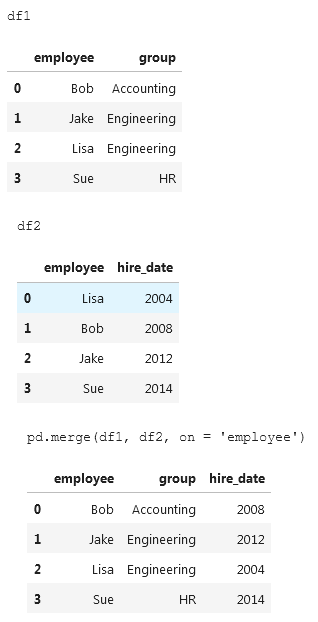 df1
employee group
0 Bob Accounting
1 Jake Engineering
2 Lisa Engineering
3 Sue HR
df2
employee hire_date
0 Lisa 2004
1 Bob 2008
2 Jake 2012
3 Sue 2014
pd.merge(df1, df2, on = 'employee')
employee group hire_date
0 Bob Accounting 2008
1 Jake Engineering 2012
2 Lisa Engineering 2004
3 Sue HR 2014